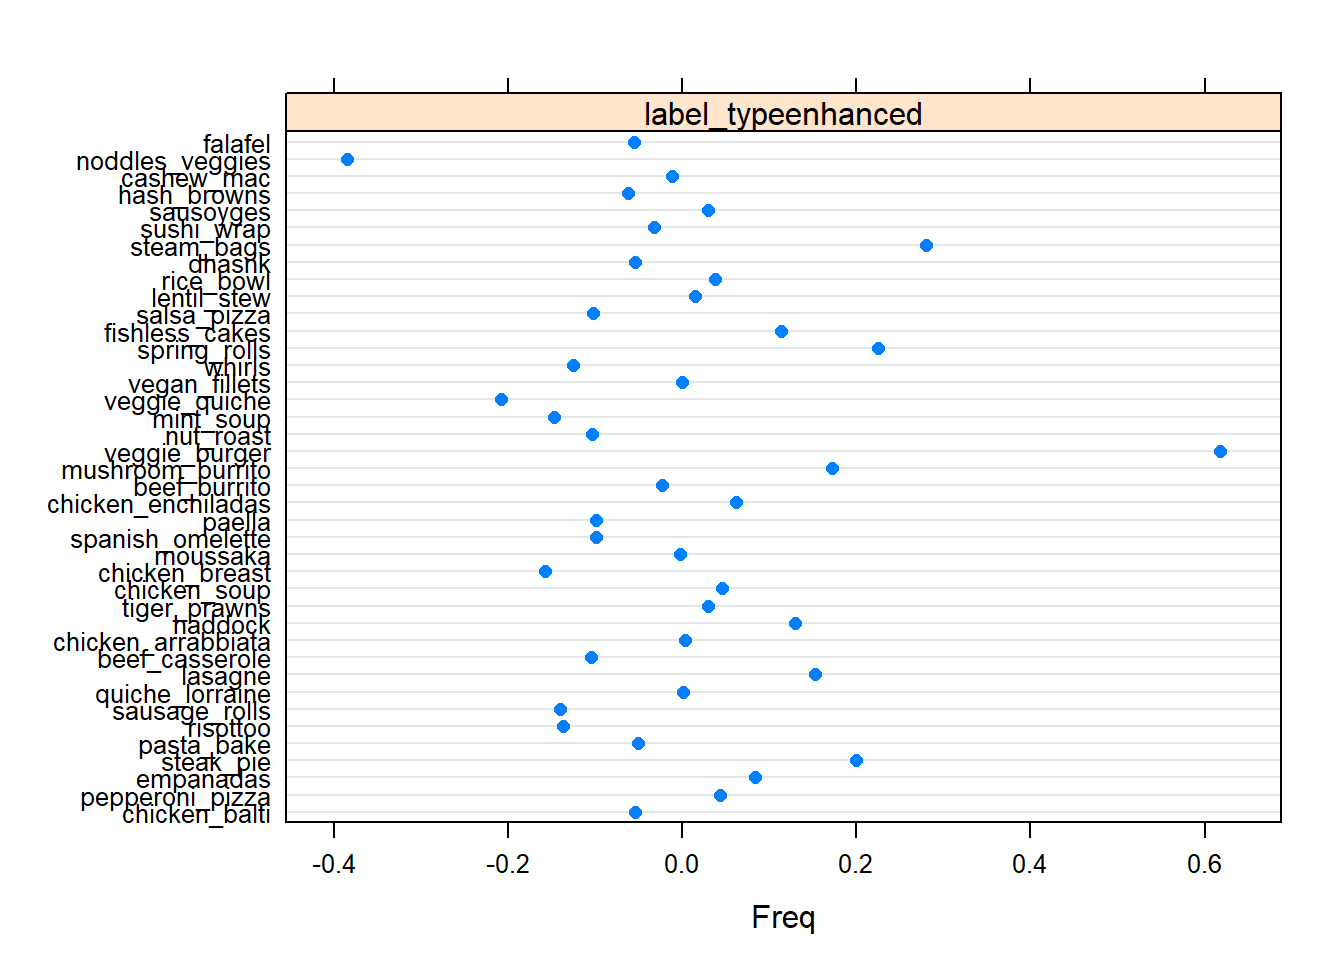 label_typeenhanced
falafel
noddles_veggies
cashew_mac
hash_browns
sausoyges
sushi_wrap
steam_bags
dhasnk
rice_bowl
lentil_stew
salsa_pizza
fishless_cakes
spring_rolls
whirls
vegan_fillets
veggie_quiche
mint_soup
nut_roast
veggie_burger
mushroom_burrito
beef_burrito
chicken_enchiladas
paella
spanish_omelette
moussaka
chicken_breast
chicken_soup
tiger_prawns
haddock
chicken_arrabbiata
beef_casserole
lasagne
quiche_lorraine
sausage_rolls
risottoo
pasta_bake
steak_pie
empanadas
pepperoni_pizza
chicken_balti
-0.4 -0.2 0.0 0.2 0.4 0.6
Freq